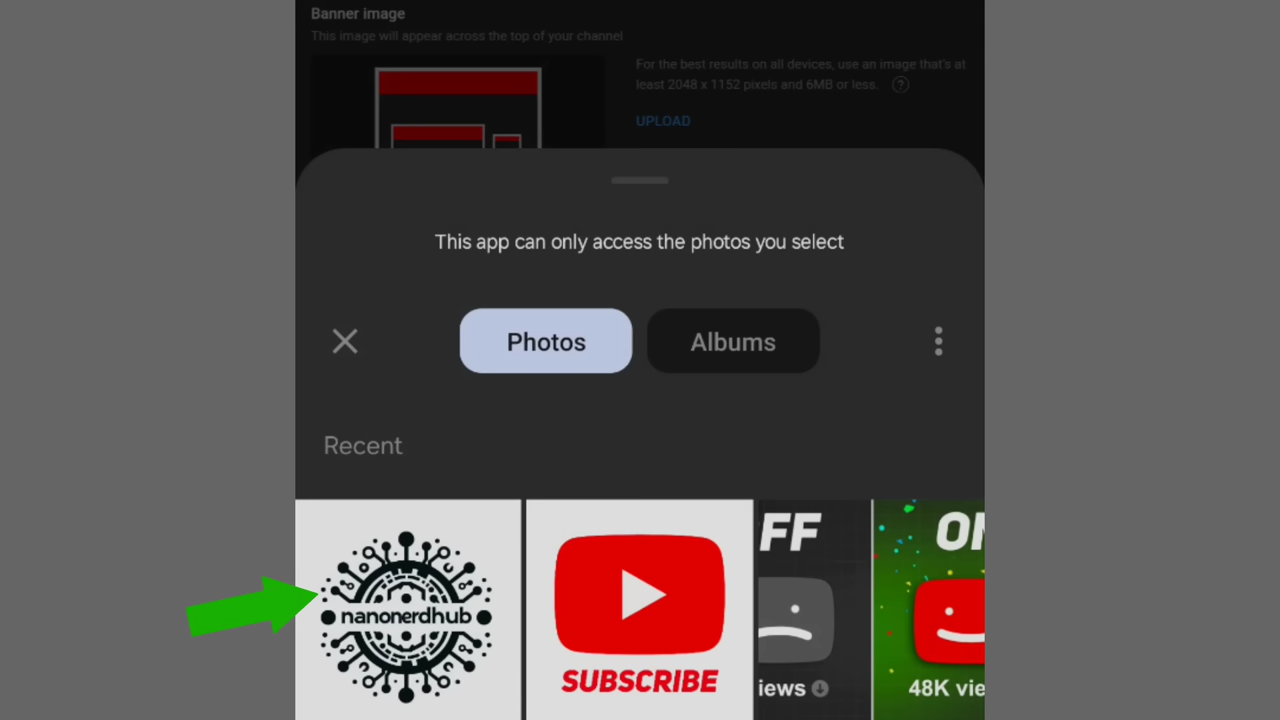 Banner image
This image will appear across the top of your channel
For the best results on all devices, use an image that's at
least 2048 x 1152 pixels and 6MB or less. ?
UPLOAD
This app can only access the photos you select
Photos
Albums
Recent
nanonerdhub
SUBSCRIBE
FF
iews
48K vie